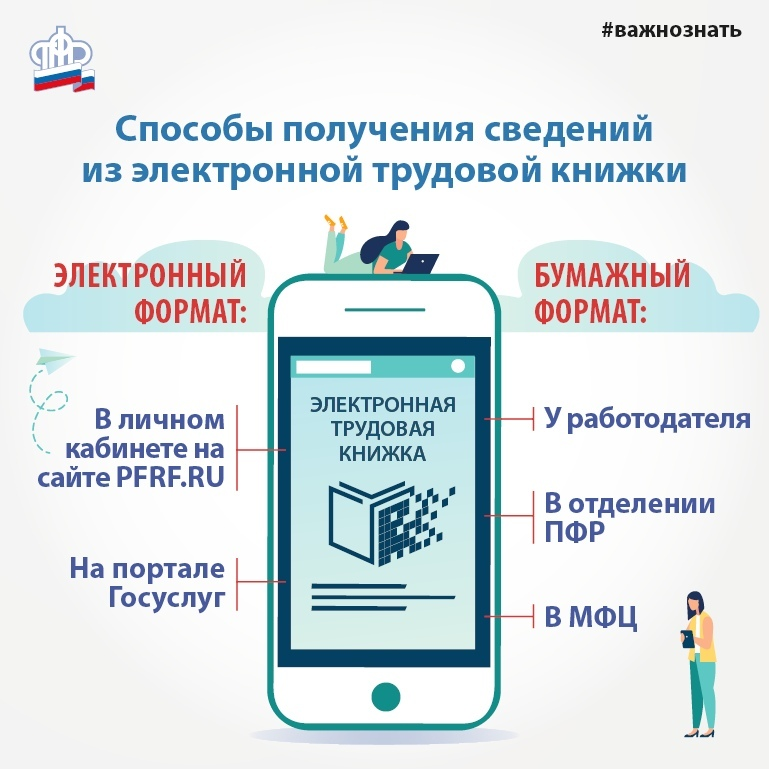 #важнознать
Способы получения сведений
из электронной трудовой книжки
ЭЛЕКТРОННЫЙ
ФОРМАТ:
В личном
кабинете на
сайте PFRF.RU
На портале
Госуслуг
ЭЛЕКТРОННАЯ
ТРУДОВАЯ
КНИЖКА
БУМАЖНЫЙ
ФОРМАТ:
У работодателя
В отделении
ПФР
В МФЦ